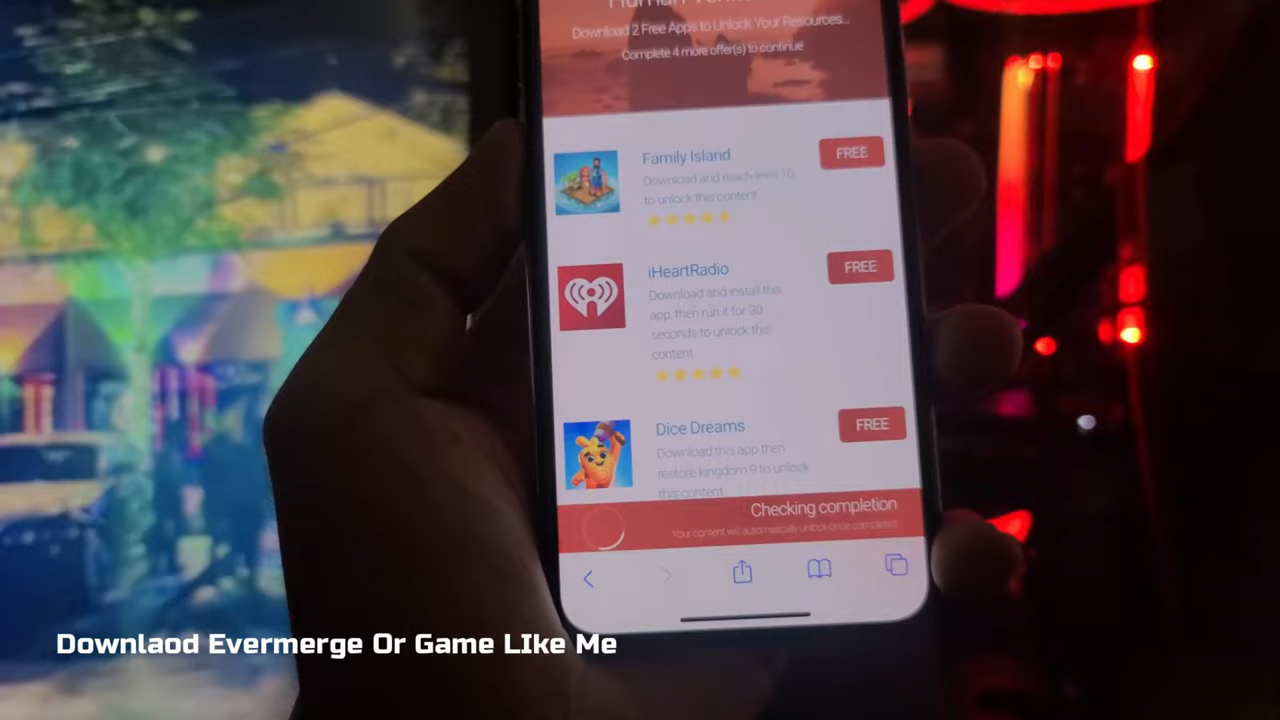 Download 2 Free Apps to Unlock Your Resources...
Complete 4 more offer(s) to continue
Family Island
FREE
Download and reach level 10
to unlock this content
iHeartRadio
FREE
Download and install this
app, then run it for 30
seconds to unlock this
content
Dice Dreams
FREE
Download this app then
restore kingdom 9 to unlock
this content
Checking completion
Your content will automatically unlock once completed
Downlaod Evermerge Or Game LIke Me